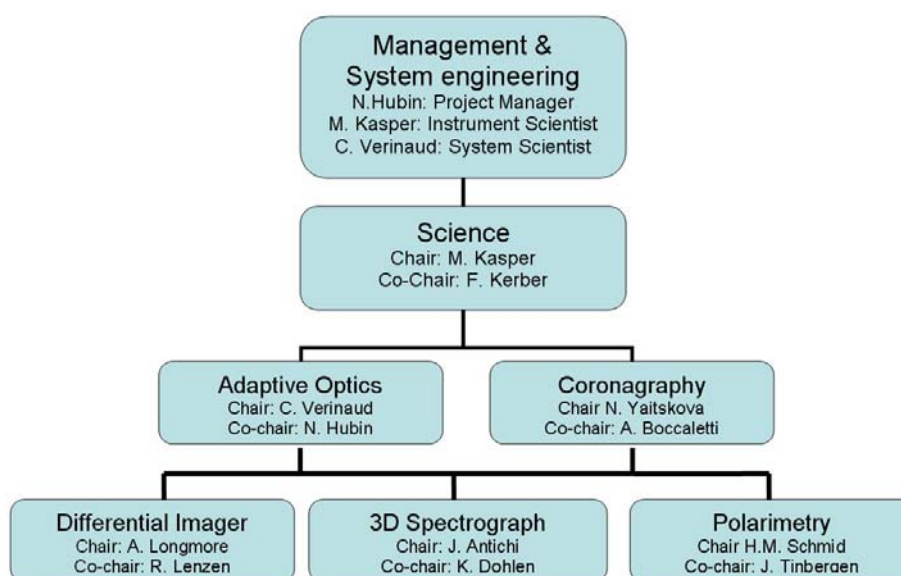 Management &
System engineering
N.Hubin: Project Manager
M. Kasper: Instrument Scientist
C. Verinaud: System Scientist
Science
Chair: M. Kasper
Co-Chair: F. Kerber
Adaptive Optics
Chair: C. Verinaud
Co-chair: N. Hubin
Coronagraphy
Chair N. Yaitskova
Co-chair: A. Boccaletti
Differential Imager
Chair: A. Longmore
Co-chair: R. Lenzen
3D Spectrograph
Chair: J. Antichi
Co-chair: K. Dohlen
Polarimetry
Chair H.M. Schmid
Co-chair: J. Tinbergen